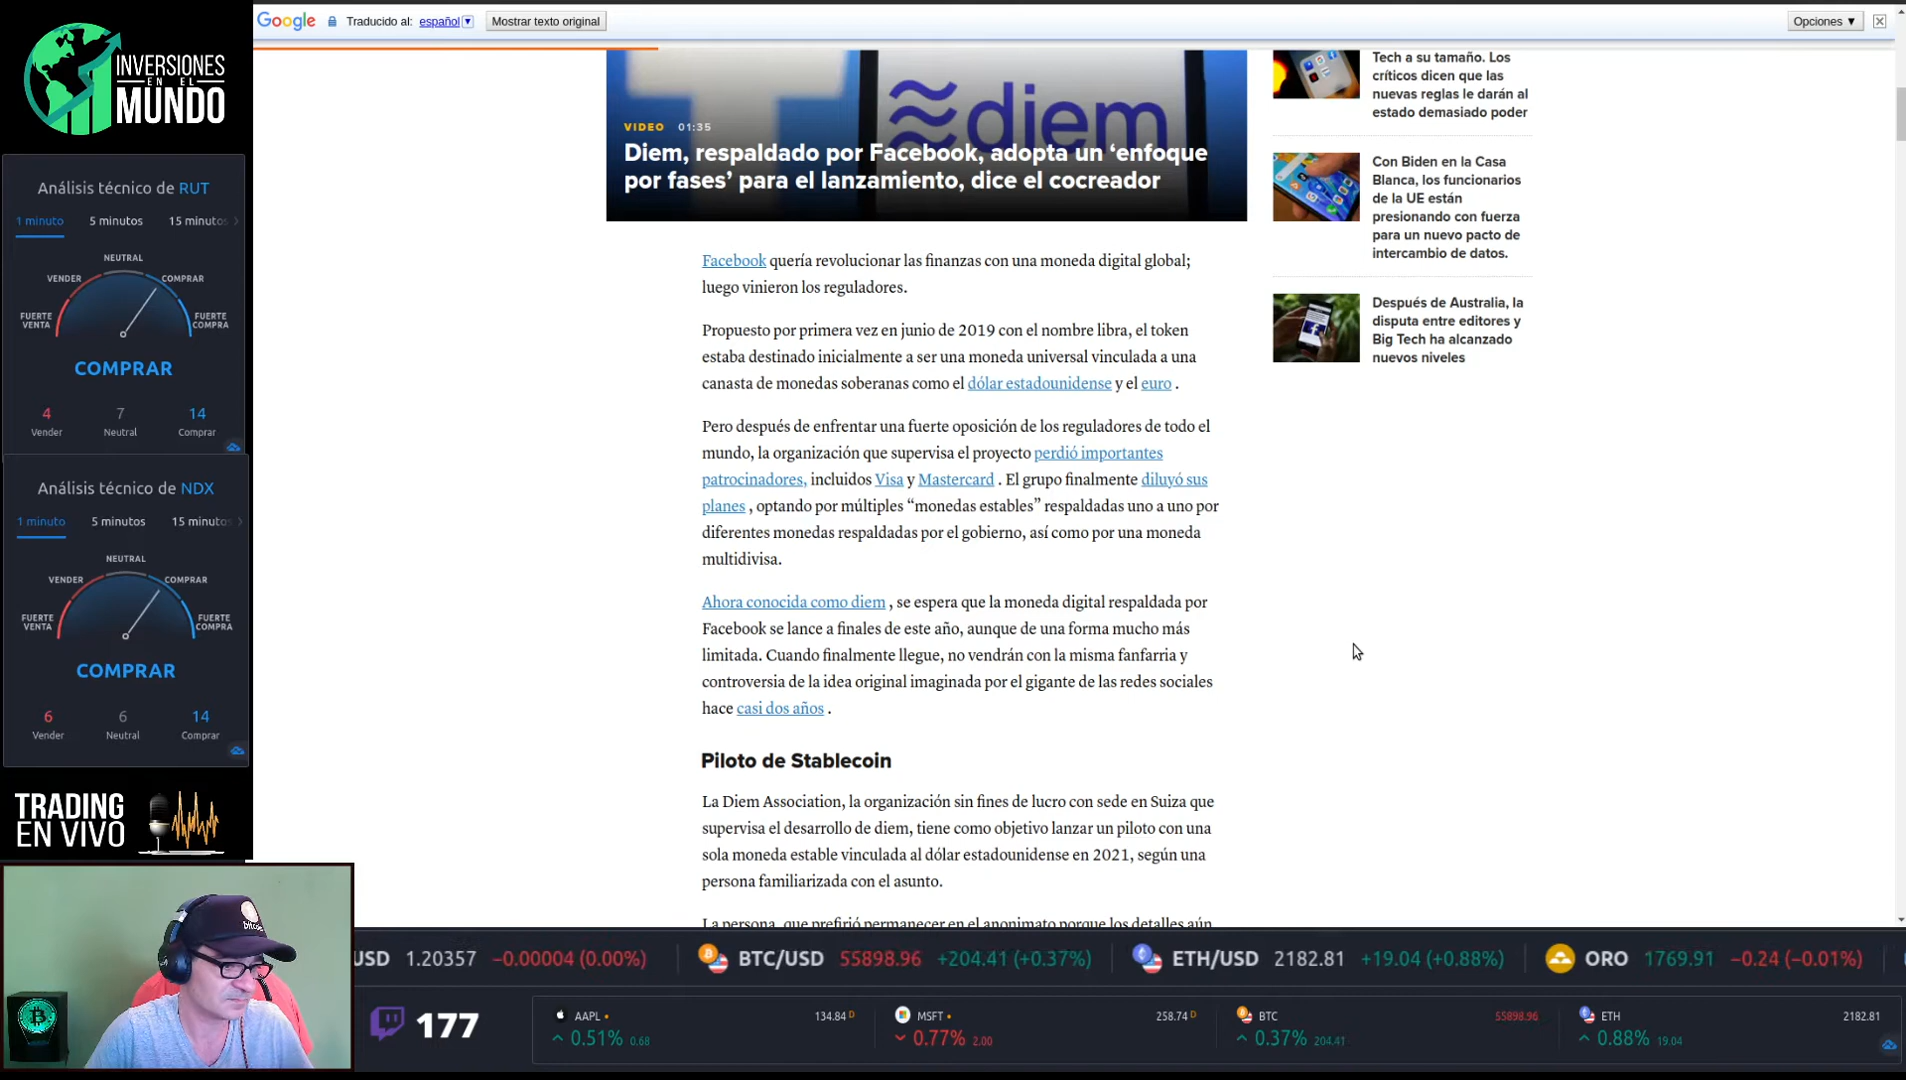 Google
Traducido al: español
Mostrar texto original
Opciones ▼
INVERSIONES
EN EL
MUNDO
Análisis técnico de RUT
1 minuto
5 minutos
15 minutos
NEUTRAL
VENDER
COMPRAR
FUERTE
VENTA
FUERTE
COMPRA
COMPRAR
4
7
14
Vender
Neutral
Comprar
Análisis técnico de NDX
1 minuto
5 minutos
15 minutos
NEUTRAL
VENDER
COMPRAR
FUERTE
VENTA
FUERTE
COMPRA
COMPRAR
6
6
14
Vender
Neutral
Comprar
TRADING
EN VIVO
diem
VIDEO 01:35
Diem, respaldado por Facebook, adopta un ‘enfoque
por fases’ para el lanzamiento, dice el cocreador
Facebook quería revolucionar las finanzas con una moneda digital global;
luego vinieron los reguladores.
Propuesto por primera vez en junio de 2019 con el nombre libra, el token
estaba destinado inicialmente a ser una moneda universal vinculada a una
canasta de monedas soberanas como el dólar estadounidense y el euro .
Pero después de enfrentar una fuerte oposición de los reguladores de todo el
mundo, la organización que supervisa el proyecto perdió importantes
patrocinadores, incluidos Visa y Mastercard . El grupo finalmente diluyó sus
planes , optando por múltiples “monedas estables” respaldadas uno a uno por
diferentes monedas respaldadas por el gobierno, así como por una moneda
multidivisa.
Ahora conocida como diem , se espera que la moneda digital respaldada por
Facebook se lance a finales de este año, aunque de una forma mucho más
limitada. Cuando finalmente llegue, no vendrán con la misma fanfarria y
controversia de la idea original imaginada por el gigante de las redes sociales
hace casi dos años .
Piloto de Stablecoin
La Diem Association, la organización sin fines de lucro con sede en Suiza que
supervisa el desarrollo de diem, tiene como objetivo lanzar un piloto con una
sola moneda estable vinculada al dólar estadounidense en 2021, según una
persona familiarizada con el asunto.
La persona, que prefirió permanecer en el anonimato porque los detalles aún
Tech a su tamaño. Los
críticos dicen que las
nuevas reglas le darán al
estado demasiado poder
Con Biden en la Casa
Blanca, los funcionarios
de la UE están
presionando con fuerza
para un nuevo pacto de
intercambio de datos.
Después de Australia, la
disputa entre editores y
Big Tech ha alcanzado
nuevos niveles
USD 1.20357 −0.00004 (0.00%)
BTC/USD 55898.96 +204.41 (+0.37%)
ETH/USD 2182.81 +19.04 (+0.88%)
ORO 1769.91 −0.24 (−0.01%)
177
AAPL 134.84 D
0.51% 0.68
MSFT 258.74 D
0.77% 2.00
BTC 55898.96
0.37% 204.41
ETH 2182.81
0.88% 19.04